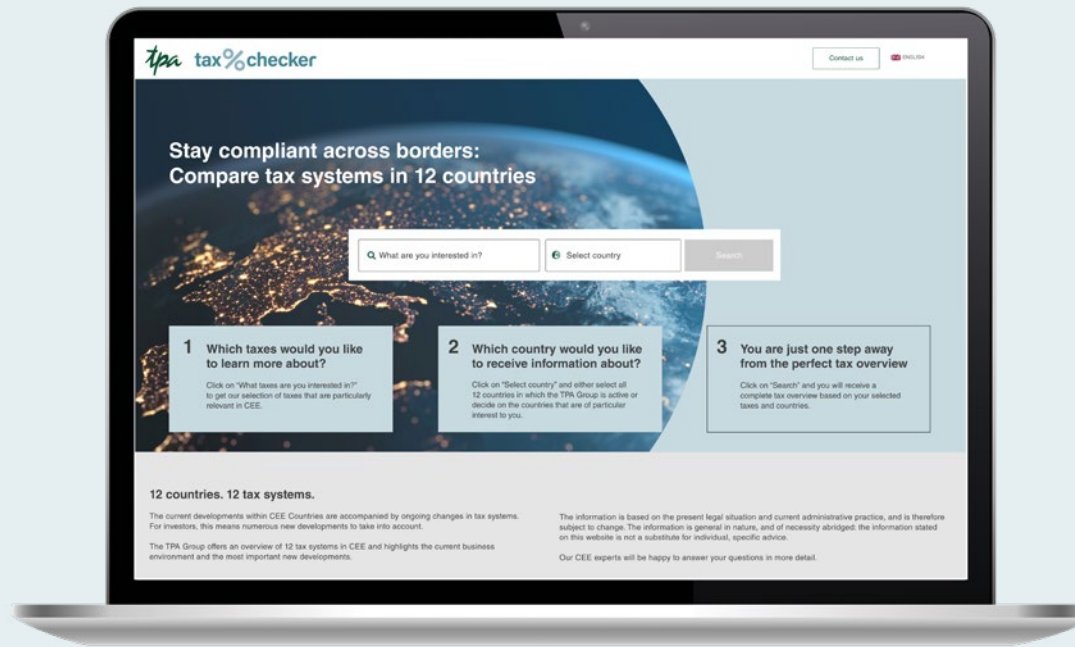 tpa tax%checker
Contact us
ENGLISH
Stay compliant across borders:
Compare tax systems in 12 countries
What are you interested in?
Select country
Search
1
Which taxes would you like
to learn more about?
Click on "What taxes are you interested in?"
to get our selection of taxes that are particularly
relevant in CEE.
2
Which country would you like
to receive information about?
Click on "Select country" and either select all
12 countries in which the TPA Group is active or
decide on the countries that are of particular
interest to you.
3
You are just one step away
from the perfect tax overview
Click on "Search" and you will receive a
complete tax overview based on your selected
taxes and countries.
12 countries. 12 tax systems.
The current developments within CEE Countries are accompanied by ongoing changes in tax systems.
For investors, this means numerous new developments to take into account.
The TPA Group offers an overview of 12 tax systems in CEE and highlights the current business
environment and the most important new developments.
The information is based on the present legal situation and current administrative practice, and is therefore
subject to change. The information is general in nature, and of necessity abridged: the information stated
on this website is not a substitute for individual, specific advice.
Our CEE experts will be happy to answer your questions in more detail.